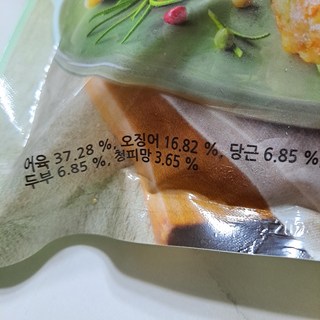 어육 37.28 %, 오징어 16.82 %, 당근 6.85 %
두부 6.85 %, 청피망 3.65 %